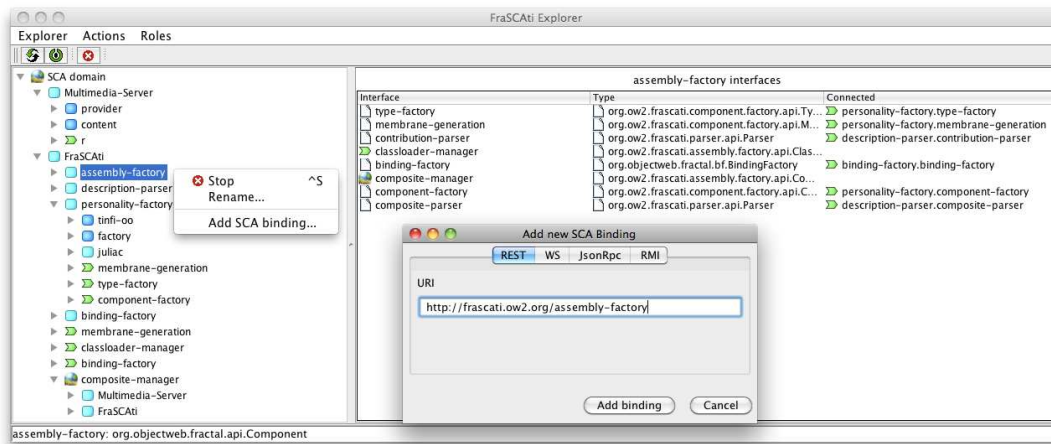 FraSCAti Explorer
Explorer Actions Roles
SCA domain
Multimedia-Server
provider
content
r
FraSCAti
assembly-factory
description-parser
personality-factory
tinfi-oo
factory
juliac
membrane-generation
type-factory
component-factory
binding-factory
membrane-generation
classloader-manager
binding-factory
composite-manager
Multimedia-Server
FraSCAti
Stop ^S
Rename...
Add SCA binding...
assembly-factory interfaces
Interface Type Connected
type-factory org.ow2.frascati.component.factory.api.Ty... personality-factory.type-factory
membrane-generation org.ow2.frascati.component.factory.api.M... personality-factory.membrane-generation
contribution-parser org.ow2.frascati.parser.api.Parser description-parser.contribution-parser
classloader-manager org.ow2.frascati.assembly.factory.api.Clas...
binding-factory org.objectweb.fractal.bf.BindingFactory binding-factory.binding-factory
composite-manager org.ow2.frascati.assembly.factory.api.Co...
component-factory org.ow2.frascati.component.factory.api.C... personality-factory.component-factory
composite-parser org.ow2.frascati.parser.api.Parser description-parser.composite-parser
Add new SCA Binding
REST WS JsonRpc RMI
URI
http://frascati.ow2.org/assembly-factory
Add binding Cancel
assembly-factory: org.objectweb.fractal.api.Component